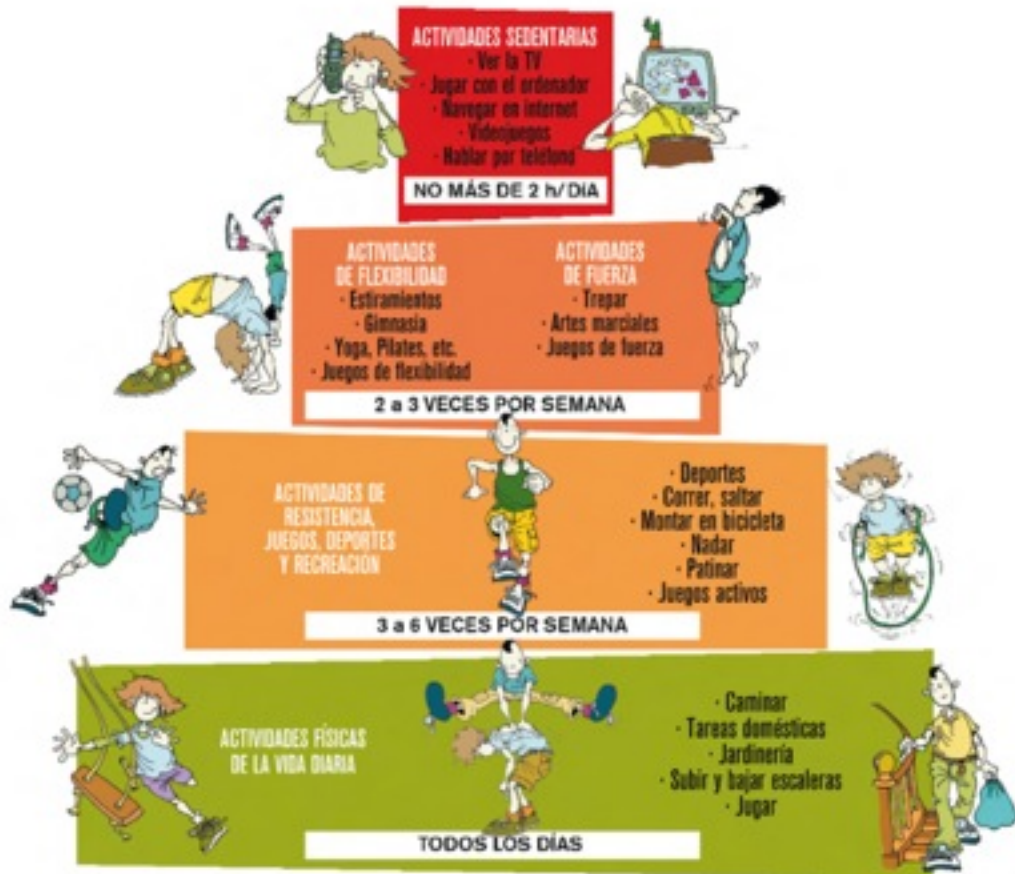 ACTIVIDADES SEDENTARIAS
· Ver la TV
· Jugar con el ordenador
· Navegar en internet
· Videojuegos
· Hablar por teléfono
NO MÁS DE 2 h/ DíA
ACTIVIDADES
DE FLEXIBILIDAD
· Estiramientos
· Gimnasia
· Yoga, Pilates, etc.
· Juegos de flexibilidad
ACTIVIDADES
DE FUERZA
· Trepar
· Artes marciales
· Juegos de fuerza
2 a 3 VECES POR SEMANA
ACTIVIDADES DE
RESISTENCIA,
JUEGOS, DEPORTES
Y RECREACIÓN
· Deportes
· Correr, saltar
· Montar en bicicleta
· Nadar
· Patinar
· Juegos activos
3 a 6 VECES POR SEMANA
ACTIVIDADES FÍSICAS
DE LA VIDA DIARIA
· Caminar
· Tareas domésticas
· Jardinería
· Subir y bajar escaleras
· Jugar
TODOS LOS DÍAS